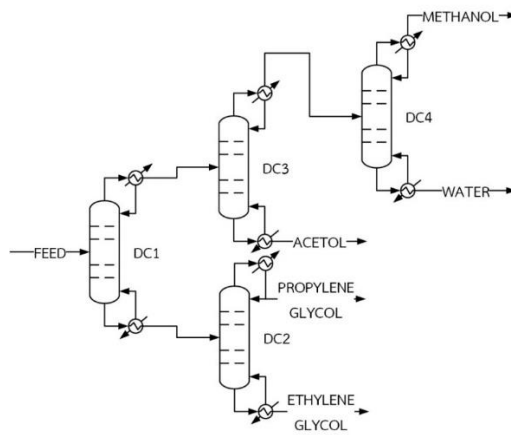 METHANOL
DC4
DC3
WATER
FEED
DC1
ACETOL
PROPYLENE
GLYCOL
DC2
ETHYLENE
GLYCOL